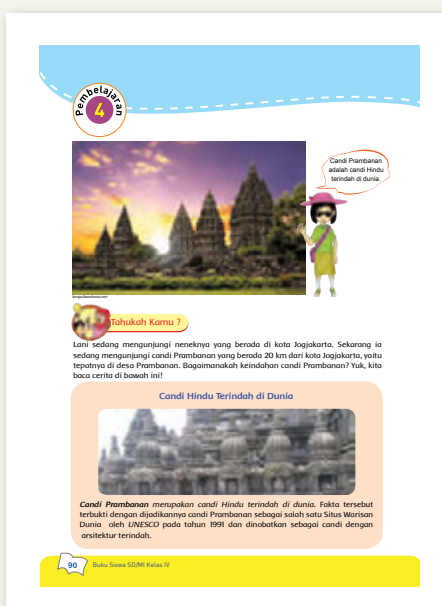 Pembelajaran
4
Candi Prambanan
adalah candi Hindu
terindah di dunia.
Tahukah Kamu ?
Lani sedang mengunjungi neneknya yang berada di kota Jogjakarta. Sekarang ia
sedang mengunjungi candi Prambanan yang berada 20 km dari kota Jogjakarta, yaitu
tepatnya di desa Prambanan. Bagaimanakah keindahan candi Prambanan? Yuk, kita
baca cerita di bawah ini!
Candi Hindu Terindah di Dunia
Candi Prambanan merupakan candi Hindu terindah di dunia. Fakta tersebut
terbukti dengan dijadikannya candi Prambanan sebagai salah satu Situs Warisan
Dunia oleh UNESCO pada tahun 1991 dan dinobatkan sebagai candi dengan
arsitektur terindah.
90
Buku Siswa SD/MI Kelas IV